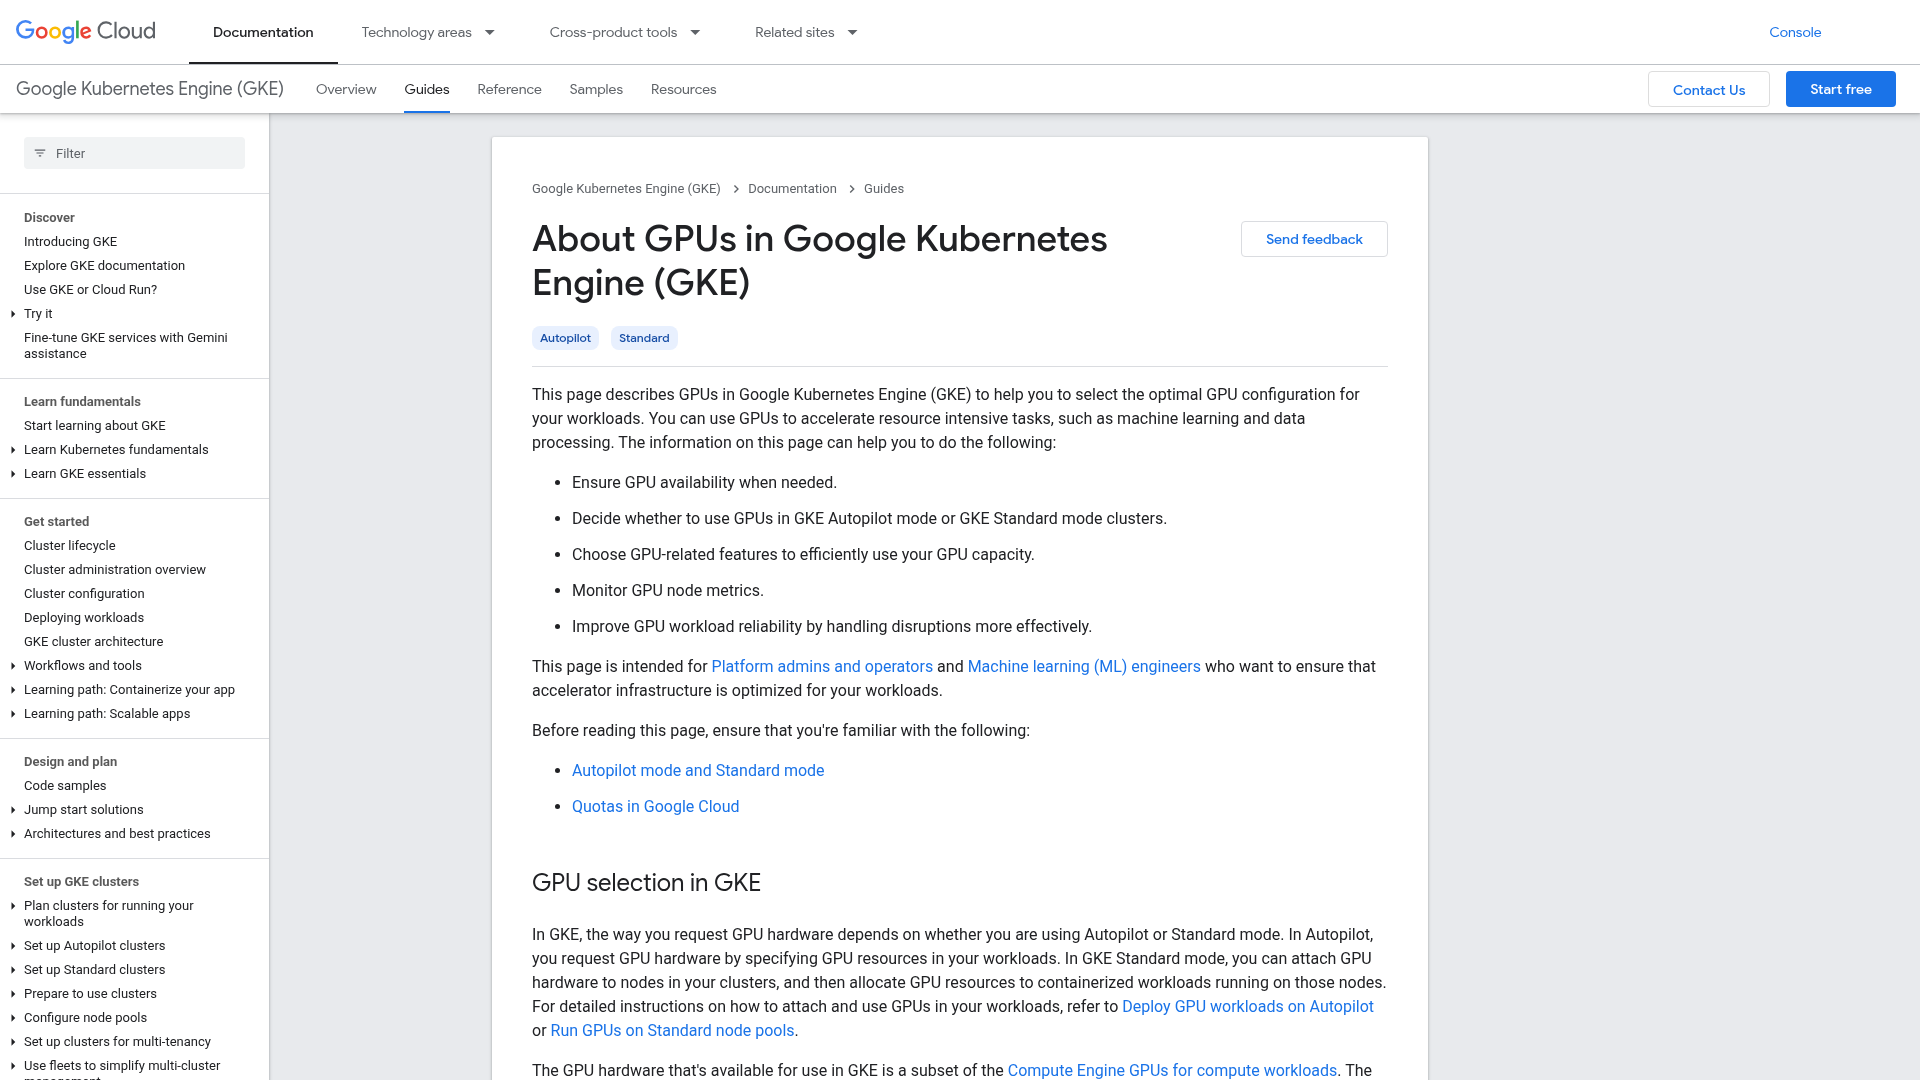 Google Cloud
Documentation
Technology areas
Cross-product tools
Related sites
Console
Google Kubernetes Engine (GKE)
Overview
Guides
Reference
Samples
Resources
Contact Us
Start free
Filter
Discover
Introducing GKE
Explore GKE documentation
Use GKE or Cloud Run?
Try it
Fine-tune GKE services with Gemini
assistance
Learn fundamentals
Start learning about GKE
Learn Kubernetes fundamentals
Learn GKE essentials
Get started
Cluster lifecycle
Cluster administration overview
Cluster configuration
Deploying workloads
GKE cluster architecture
Workflows and tools
Learning path: Containerize your app
Learning path: Scalable apps
Design and plan
Code samples
Jump start solutions
Architectures and best practices
Set up GKE clusters
Plan clusters for running your
workloads
Set up Autopilot clusters
Set up Standard clusters
Prepare to use clusters
Configure node pools
Set up clusters for multi-tenancy
Use fleets to simplify multi-cluster
Google Kubernetes Engine (GKE) > Documentation > Guides
About GPUs in Google Kubernetes
Engine (GKE)
Send feedback
Autopilot
Standard
This page describes GPUs in Google Kubernetes Engine (GKE) to help you to select the optimal GPU configuration for
your workloads. You can use GPUs to accelerate resource intensive tasks, such as machine learning and data
processing. The information on this page can help you to do the following:
• Ensure GPU availability when needed.
• Decide whether to use GPUs in GKE Autopilot mode or GKE Standard mode clusters.
• Choose GPU-related features to efficiently use your GPU capacity.
• Monitor GPU node metrics.
• Improve GPU workload reliability by handling disruptions more effectively.
This page is intended for Platform admins and operators and Machine learning (ML) engineers who want to ensure that
accelerator infrastructure is optimized for your workloads.
Before reading this page, ensure that you're familiar with the following:
• Autopilot mode and Standard mode
• Quotas in Google Cloud
GPU selection in GKE
In GKE, the way you request GPU hardware depends on whether you are using Autopilot or Standard mode. In Autopilot,
you request GPU hardware by specifying GPU resources in your workloads. In GKE Standard mode, you can attach GPU
hardware to nodes in your clusters, and then allocate GPU resources to containerized workloads running on those nodes.
For detailed instructions on how to attach and use GPUs in your workloads, refer to Deploy GPU workloads on Autopilot
or Run GPUs on Standard node pools.
The GPU hardware that's available for use in GKE is a subset of the Compute Engine GPUs for compute workloads. The